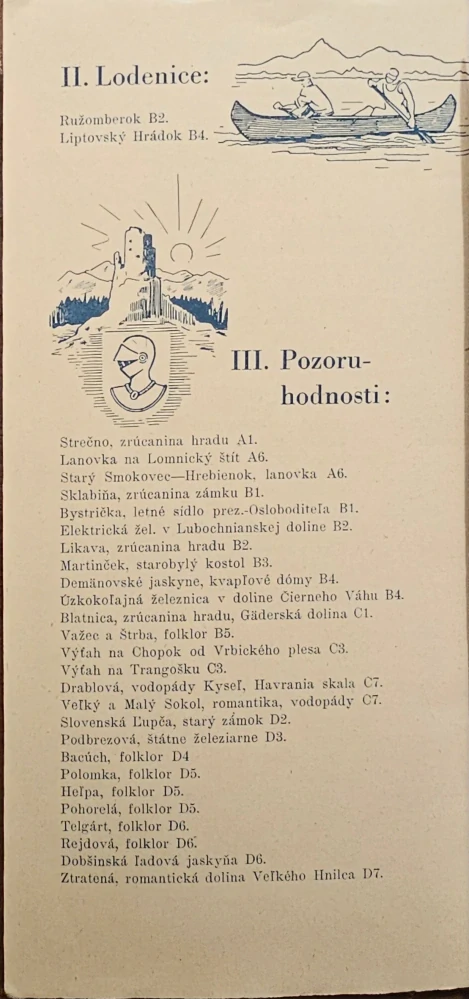 II. Lodenice:
Ružomberok B2.
Liptovský Hrádok B4.
III. Pozoru-
hodnosti:
Strečno, zrúcanina hradu A1.
Lanovka na Lomnický štít A6.
Starý Smokovec—Hrebienok, lanovka A6.
Sklabiňa, zrúcanina zámku B1.
Bystrička, letné sídlo prez.-Osloboditeľa B1.
Elektrická žel. v Lubochnianskej doline B2.
Likava, zrúcanina hradu B2.
Martinček, starobylý kostol B3.
Demänovské jaskyne, kvapľové dómy B4.
Úzkokoľajná železnica v doline Čierneho Váhu B4.
Blatnica, zrúcanina hradu, Gäderská dolina C1.
Važec a Štrba, folklor B5.
Výťah na Chopok od Vrbického plesa C3.
Výťah na Trangošku C3.
Drablová, vodopády Kyseľ, Havrania skala C7.
Veľký a Malý Sokol, romantika, vodopády C7.
Slovenská Ľupča, starý zámok D2.
Podbrezová, štátne železiarne D3.
Bacúch, folklor D4
Polomka, folklor D5.
Heľpa, folklor D5.
Pohorelá, folklor D5.
Telgárt, folklor D6.
Rejdová, folklor D6.
Dobšinská ľadová jaskyňa D6.
Ztratená, romantická dolina Veľkého Hnilca D7.